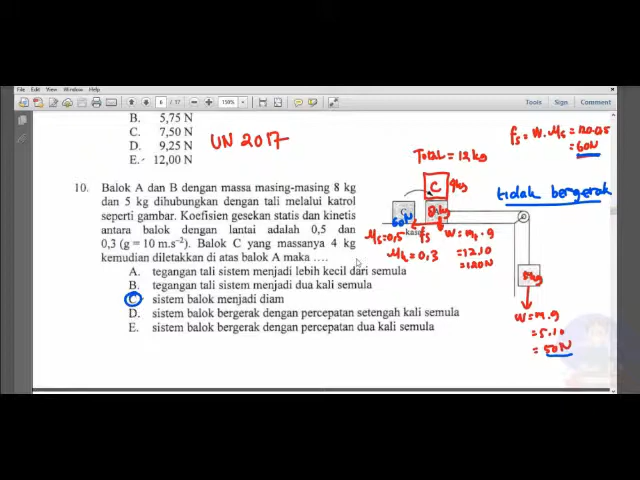 File Edit View Window Help
6 / 17 150% Tools Sign Comment
B. 5,75 N
C. 7,50 N
D. 9,25 N
E. 12,00 N
UN 2017
fs = W. μs = 120.0,5
= 60N
Total = 12kg
C 4kg
tidak bergerak
10. Balok A dan B dengan massa masing-masing 8 kg
dan 5 kg dihubungkan dengan tali melalui katrol
seperti gambar. Koefisien gesekan statis dan kinetis
antara balok dengan lantai adalah 0,5 dan
0,3 (g = 10 m.s⁻²). Balok C yang massanya 4 kg
kemudian diletakkan di atas balok A maka ….
A. tegangan tali sistem menjadi lebih kecil dari semula
B. tegangan tali sistem menjadi dua kali semula
C. sistem balok menjadi diam
D. sistem balok bergerak dengan percepatan setengah kali semula
E. sistem balok bergerak dengan percepatan dua kali semula
C
60N
8kg
μs=0,5 fs
μk = 0,3
W = mt . g
= 12.10
= 120N
W = m.g
= 5.10
= 50N